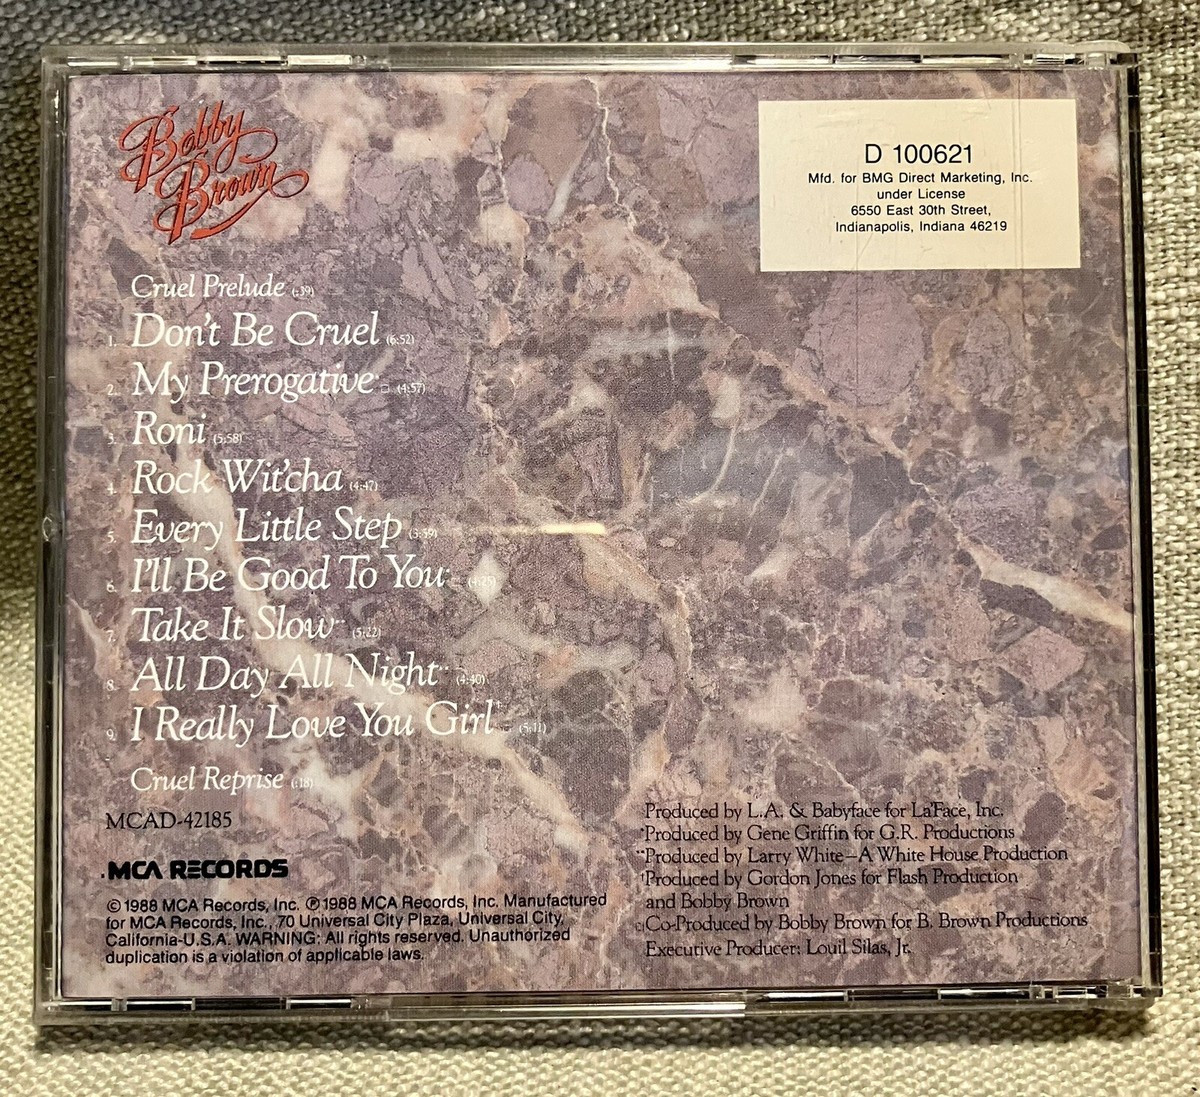 Bobby
Brown
D 100621
Mfd. for BMG Direct Marketing, Inc.
under License
6550 East 30th Street,
Indianapolis, Indiana 46219
Cruel Prelude (:39)
1. Don't Be Cruel (6:52)
2. My Prerogative*□ (4:57)
3. Roni (5:58)
4. Rock Wit'cha (4:47)
5. Every Little Step (3:59)
6. I'll Be Good To You*□ (4:25)
7. Take It Slow** (5:22)
8. All Day All Night** (4:40)
9. I Really Love You Girl†□ (5:11)
Cruel Reprise (:18)
MCAD-42185
MCA RECORDS
© 1988 MCA Records, Inc. ℗1988 MCA Records, Inc. Manufactured
for MCA Records, Inc., 70 Universal City Plaza, Universal City,
California-U.S.A. WARNING: All rights reserved. Unauthorized
duplication is a violation of applicable laws.
Produced by L.A. & Babyface for La'Face, Inc.
*Produced by Gene Griffin for G.R. Productions
**Produced by Larry White–A White House Production
†Produced by Gordon Jones for Flash Production
and Bobby Brown
□Co-Produced by Bobby Brown for B. Brown Productions
Executive Producer: Louil Silas, Jr.